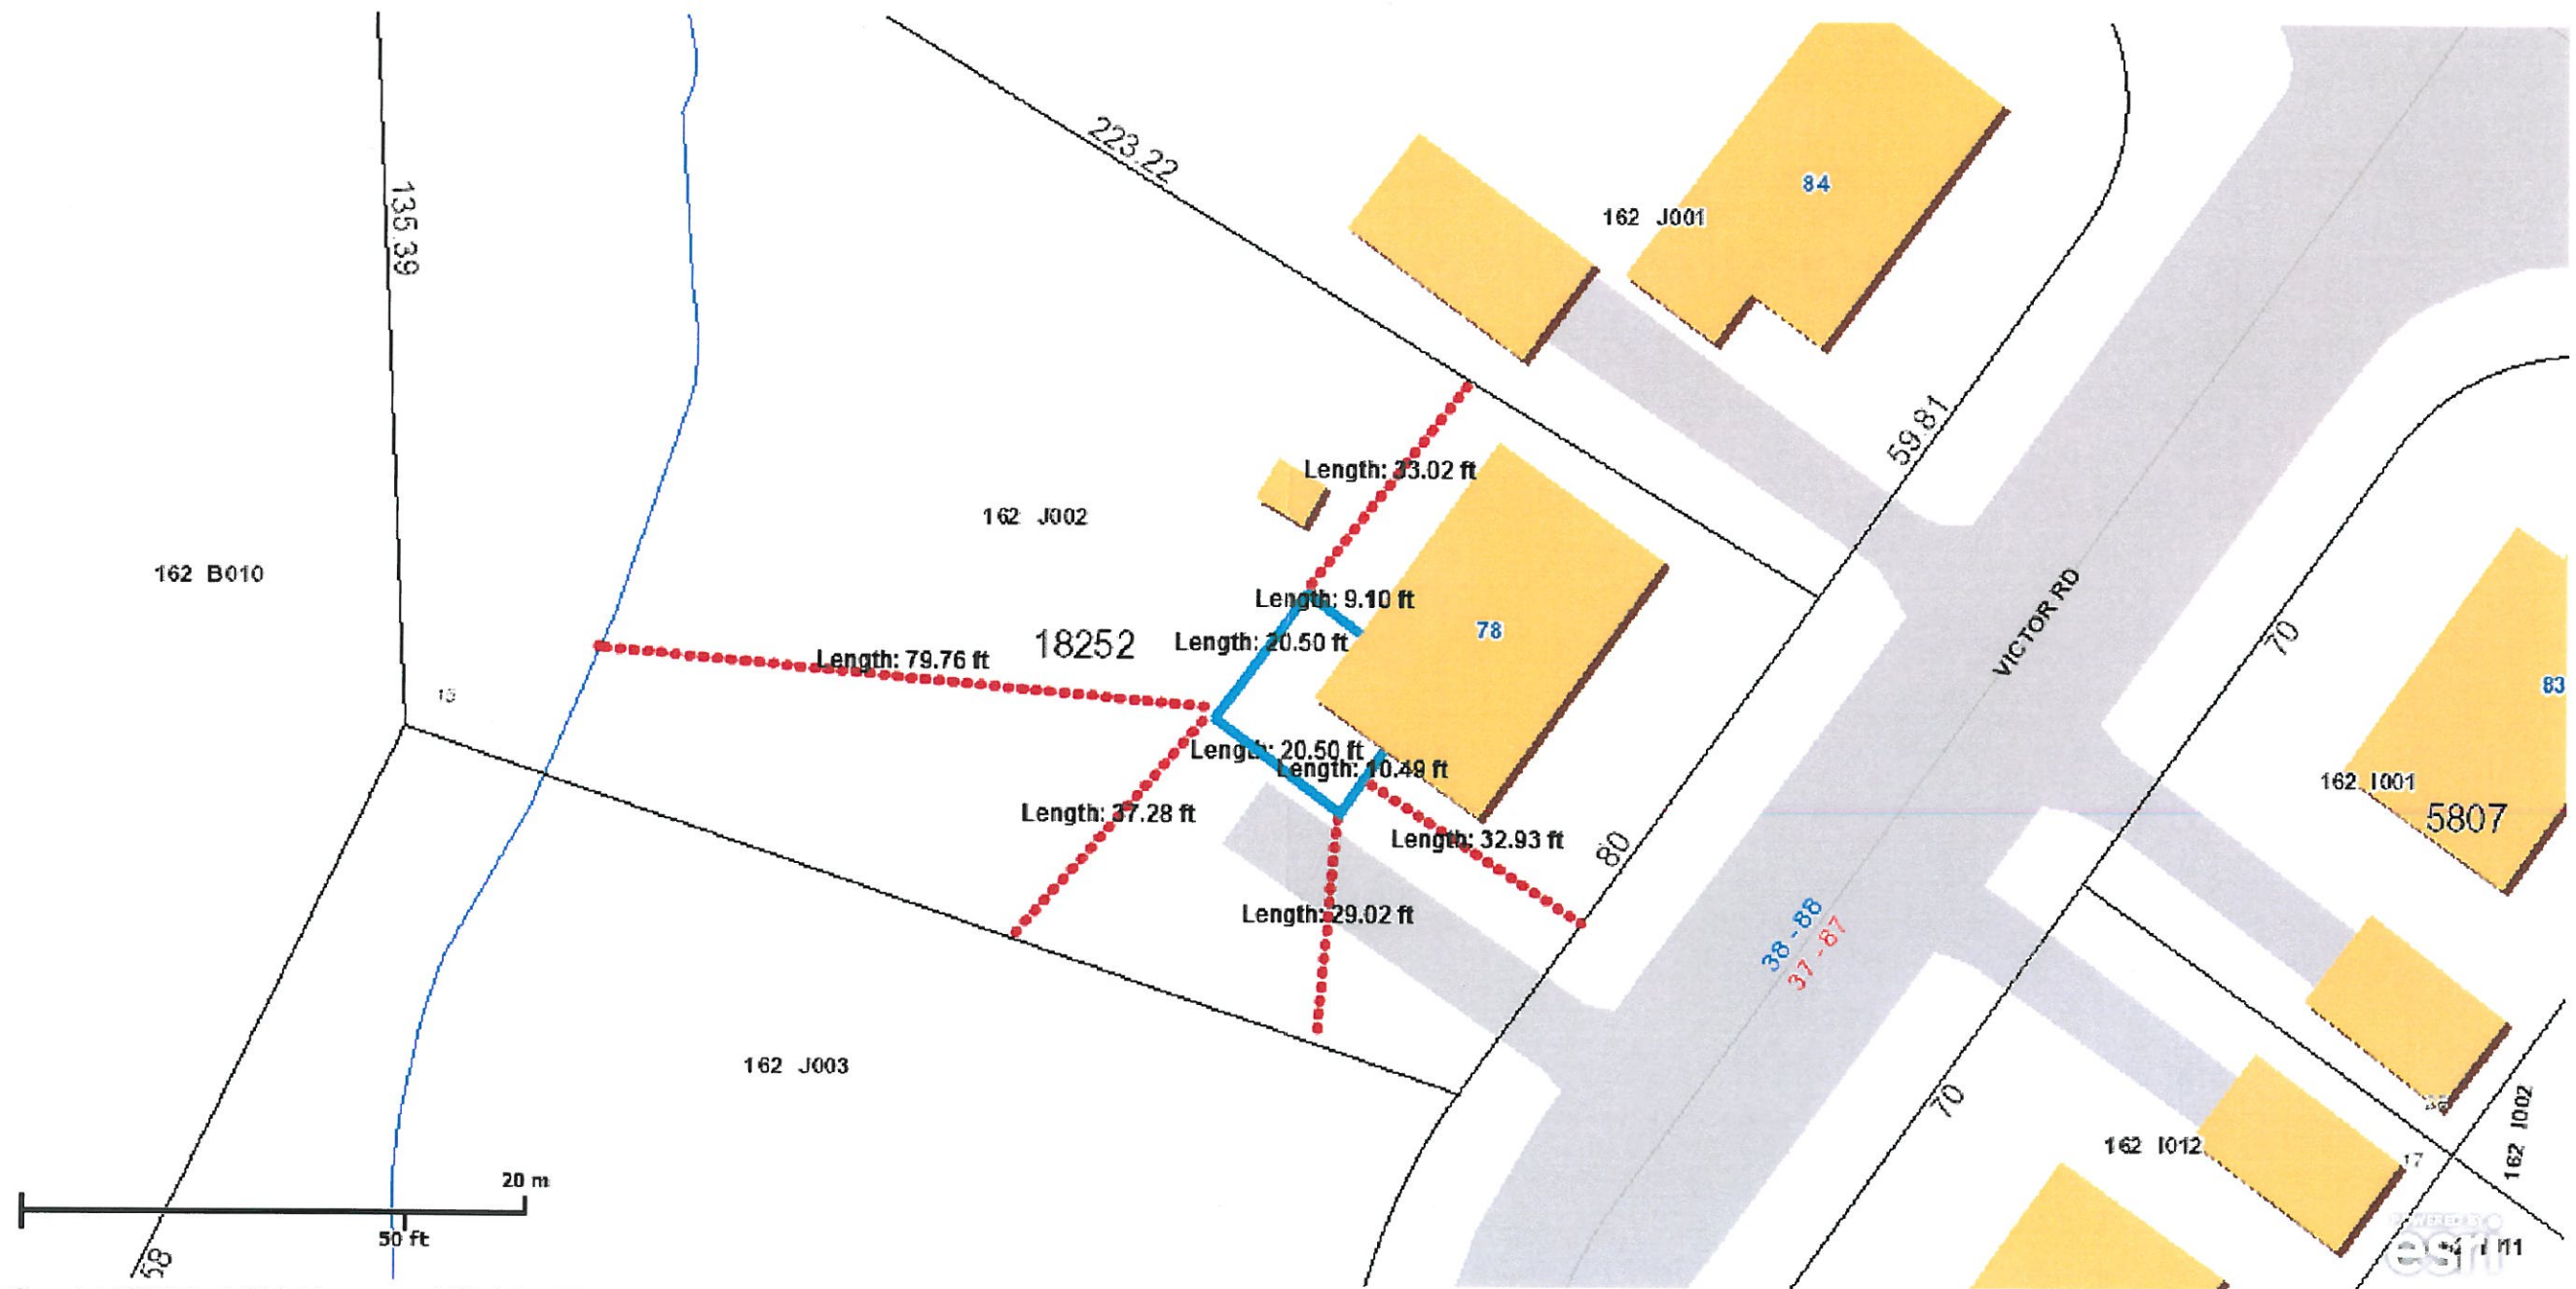 223.22
135.39
84
162 J001
59.81
Length: 33.02 ft
162 J002
162 B010
Length: 9.10 ft
78
VICTOR RD
70
Length: 20.50 ft
18252
Length: 79.76 ft
83
Length: 20.50 ft
Length: 10.49 ft
162 I001
5807
Length: 37.28 ft
Length: 32.93 ft
80
Length: 29.02 ft
38 - 88
37 - 87
162 J003
70
162 I012
17
162 I002
20 m
50 ft
58
POWERED BY
esri